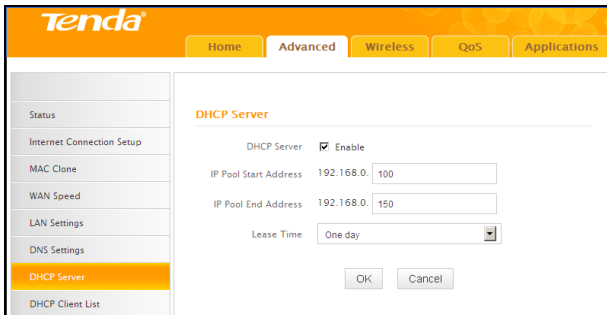 Tenda
Home Advanced Wireless QoS Applications
Status
Internet Connection Setup
MAC Clone
WAN Speed
LAN Settings
DNS Settings
DHCP Server
DHCP Client List
DHCP Server
DHCP Server Enable
IP Pool Start Address 192.168.0. 100
IP Pool End Address 192.168.0. 150
Lease Time One day
OK Cancel